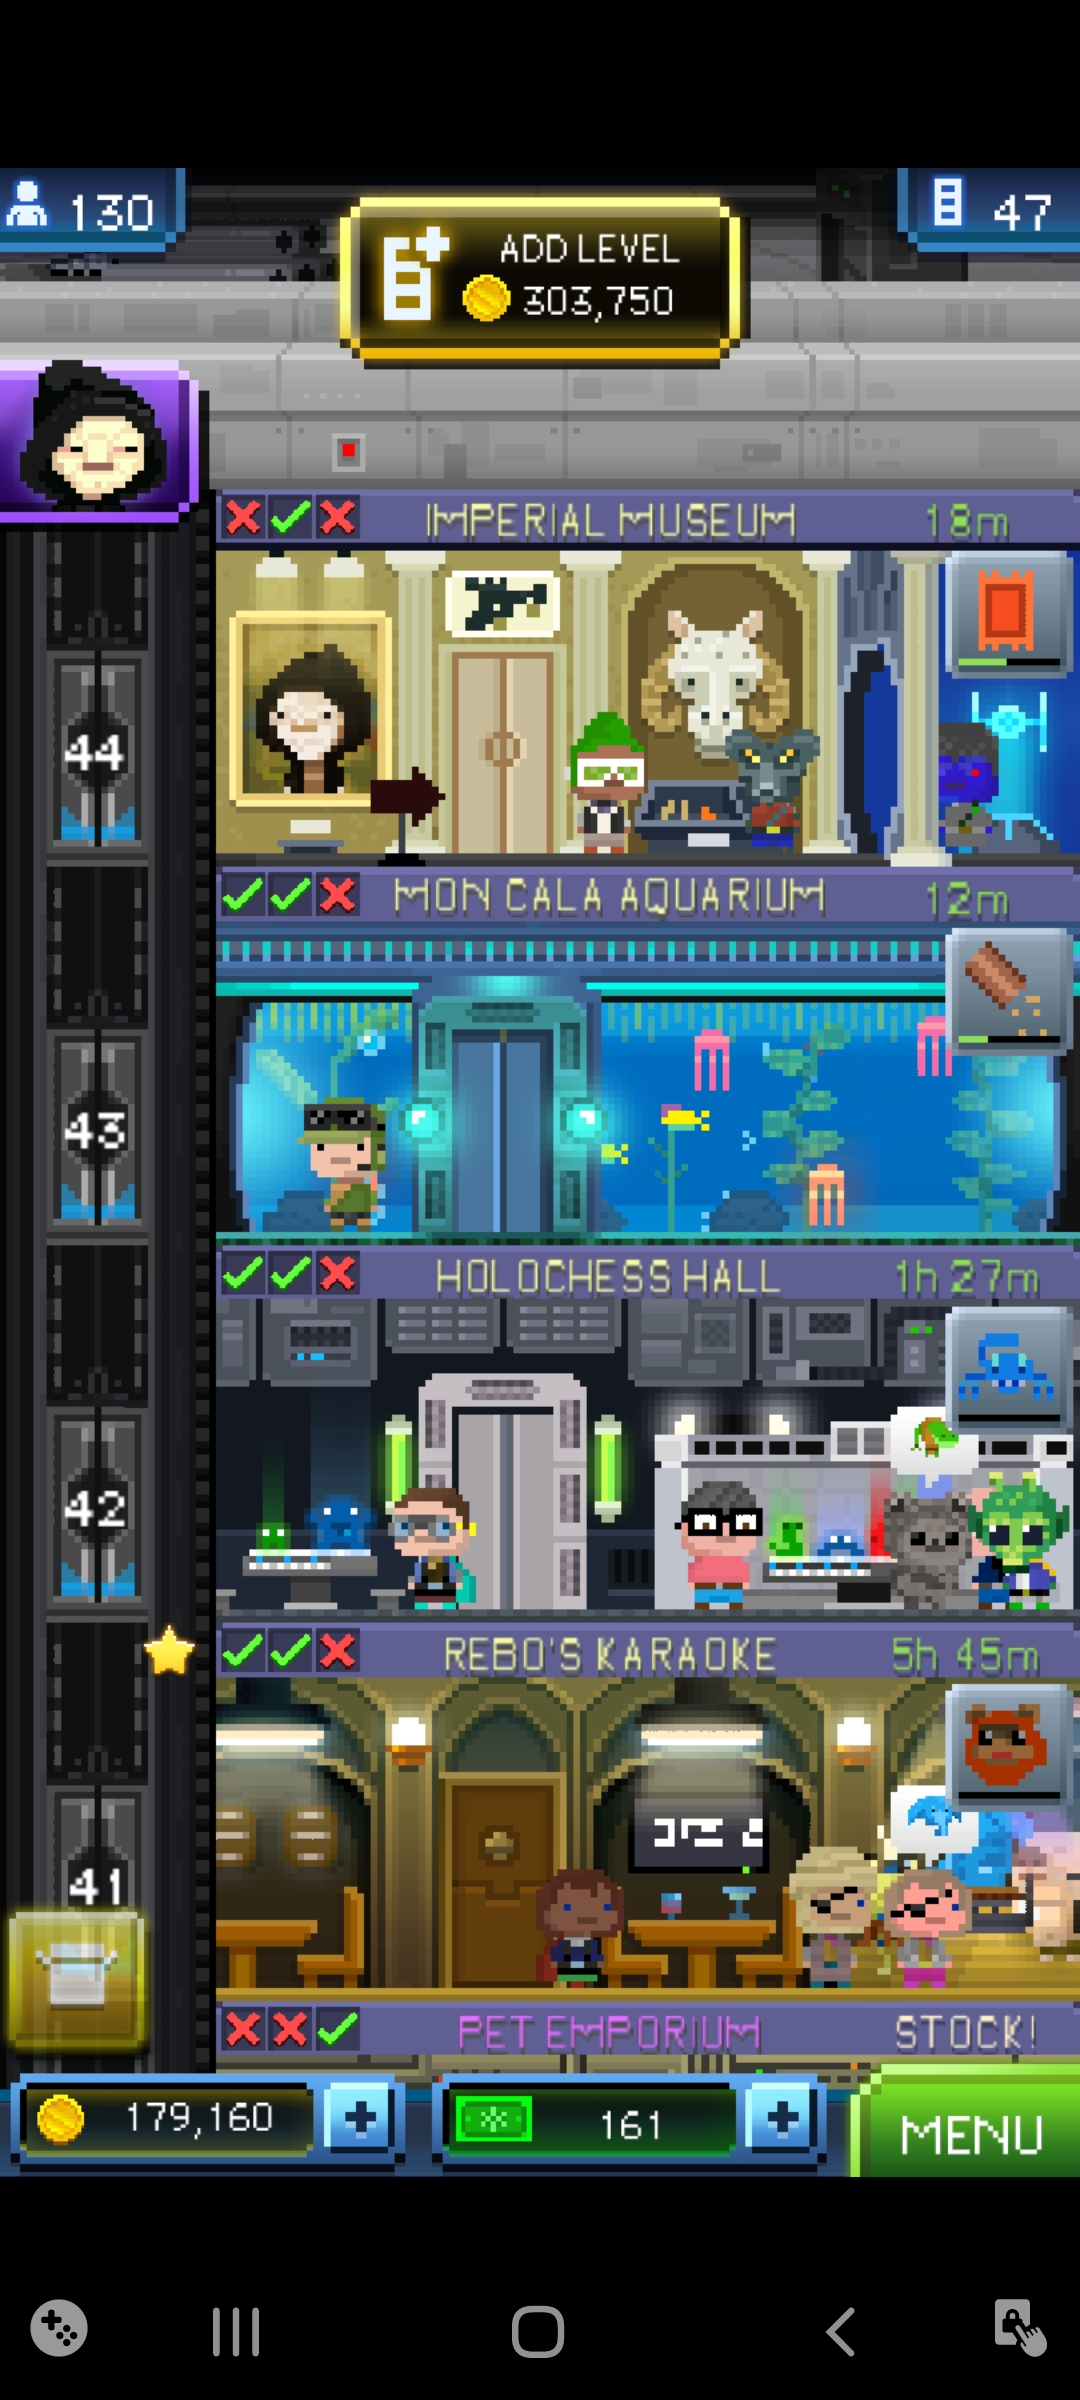 130
ADD LEVEL
303,750
47
IMPERIAL MUSEUM 18m
44
MON CALA AQUARIUM 12m
43
HOLOCHESS HALL 1h 27m
42
REBO'S KARAOKE 5h 45m
41
PET EMPORIUM STOCK!
179,160
161
MENU